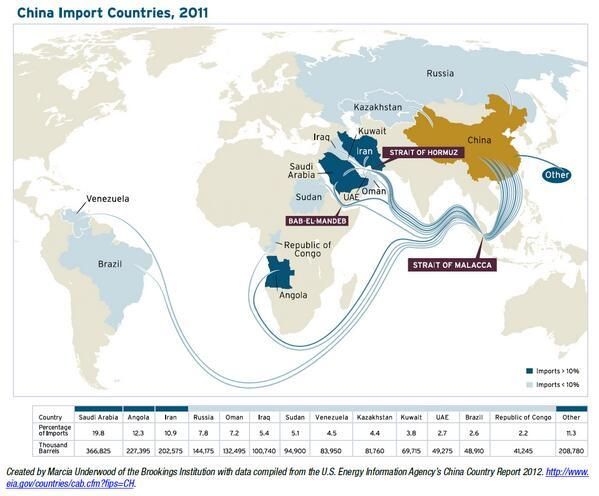 China Import Countries, 2011
Russia
Kazakhstan
Kuwait
Iraq
Iran
China
STRAIT OF HORMUZ
Saudi
Arabia
Other
Oman
UAE
Sudan
Venezuela
BAB-EL-MANDEB
Republic of
Congo
Brazil
STRAIT OF MALACCA
Angola
Imports > 10%
Imports < 10%
Country Saudi Arabia Angola Iran Russia Oman Iraq Sudan Venezuela Kazakhstan Kuwait UAE Brazil Republic of Congo Other
Percentage
of Imports 19.8 12.3 10.9 7.8 7.2 5.4 5.1 4.5 4.4 3.8 2.7 2.6 2.2 11.3
Thousand
Barrels 366,825 227,395 202,575 144,175 132,495 100,740 94,900 83,950 81,760 69,715 49,275 48,910 41,245 208,780
Created by Marcia Underwood of the Brookings Institution with data compiled from the U.S. Energy Information Agency's China Country Report 2012. http://www.
eia.gov/countries/cab.cfm?fips=CH.